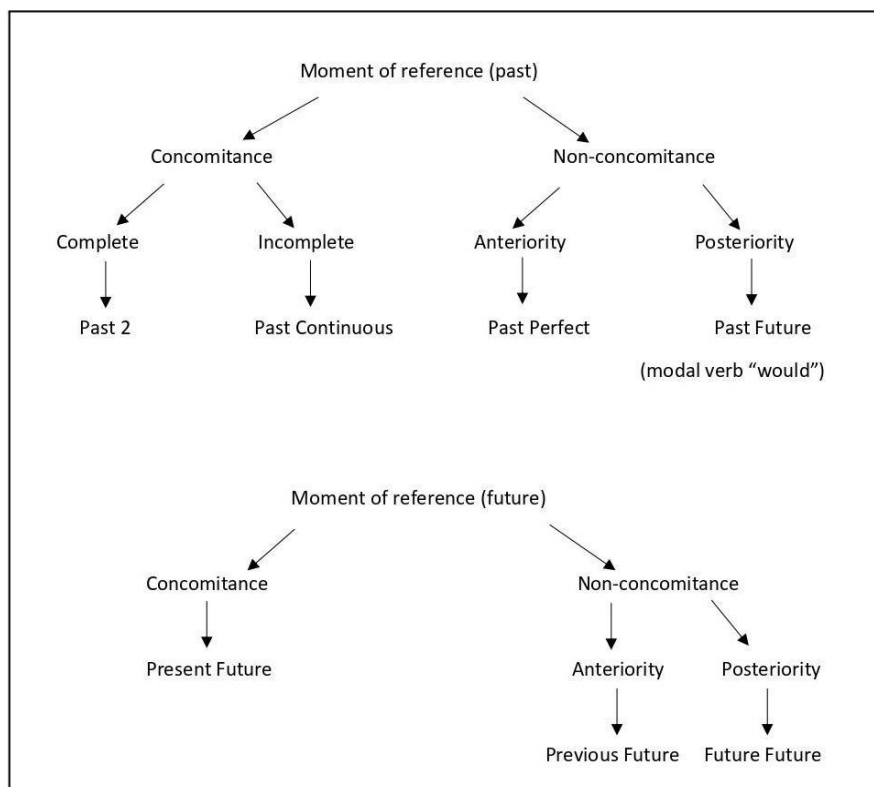 Moment of reference (past)
Concomitance Non-concomitance
Complete Incomplete Anteriority Posteriority
Past 2 Past Continuous Past Perfect Past Future
(modal verb “would”)
Moment of reference (future)
Concomitance Non-concomitance
Present Future Anteriority Posteriority
Previous Future Future Future